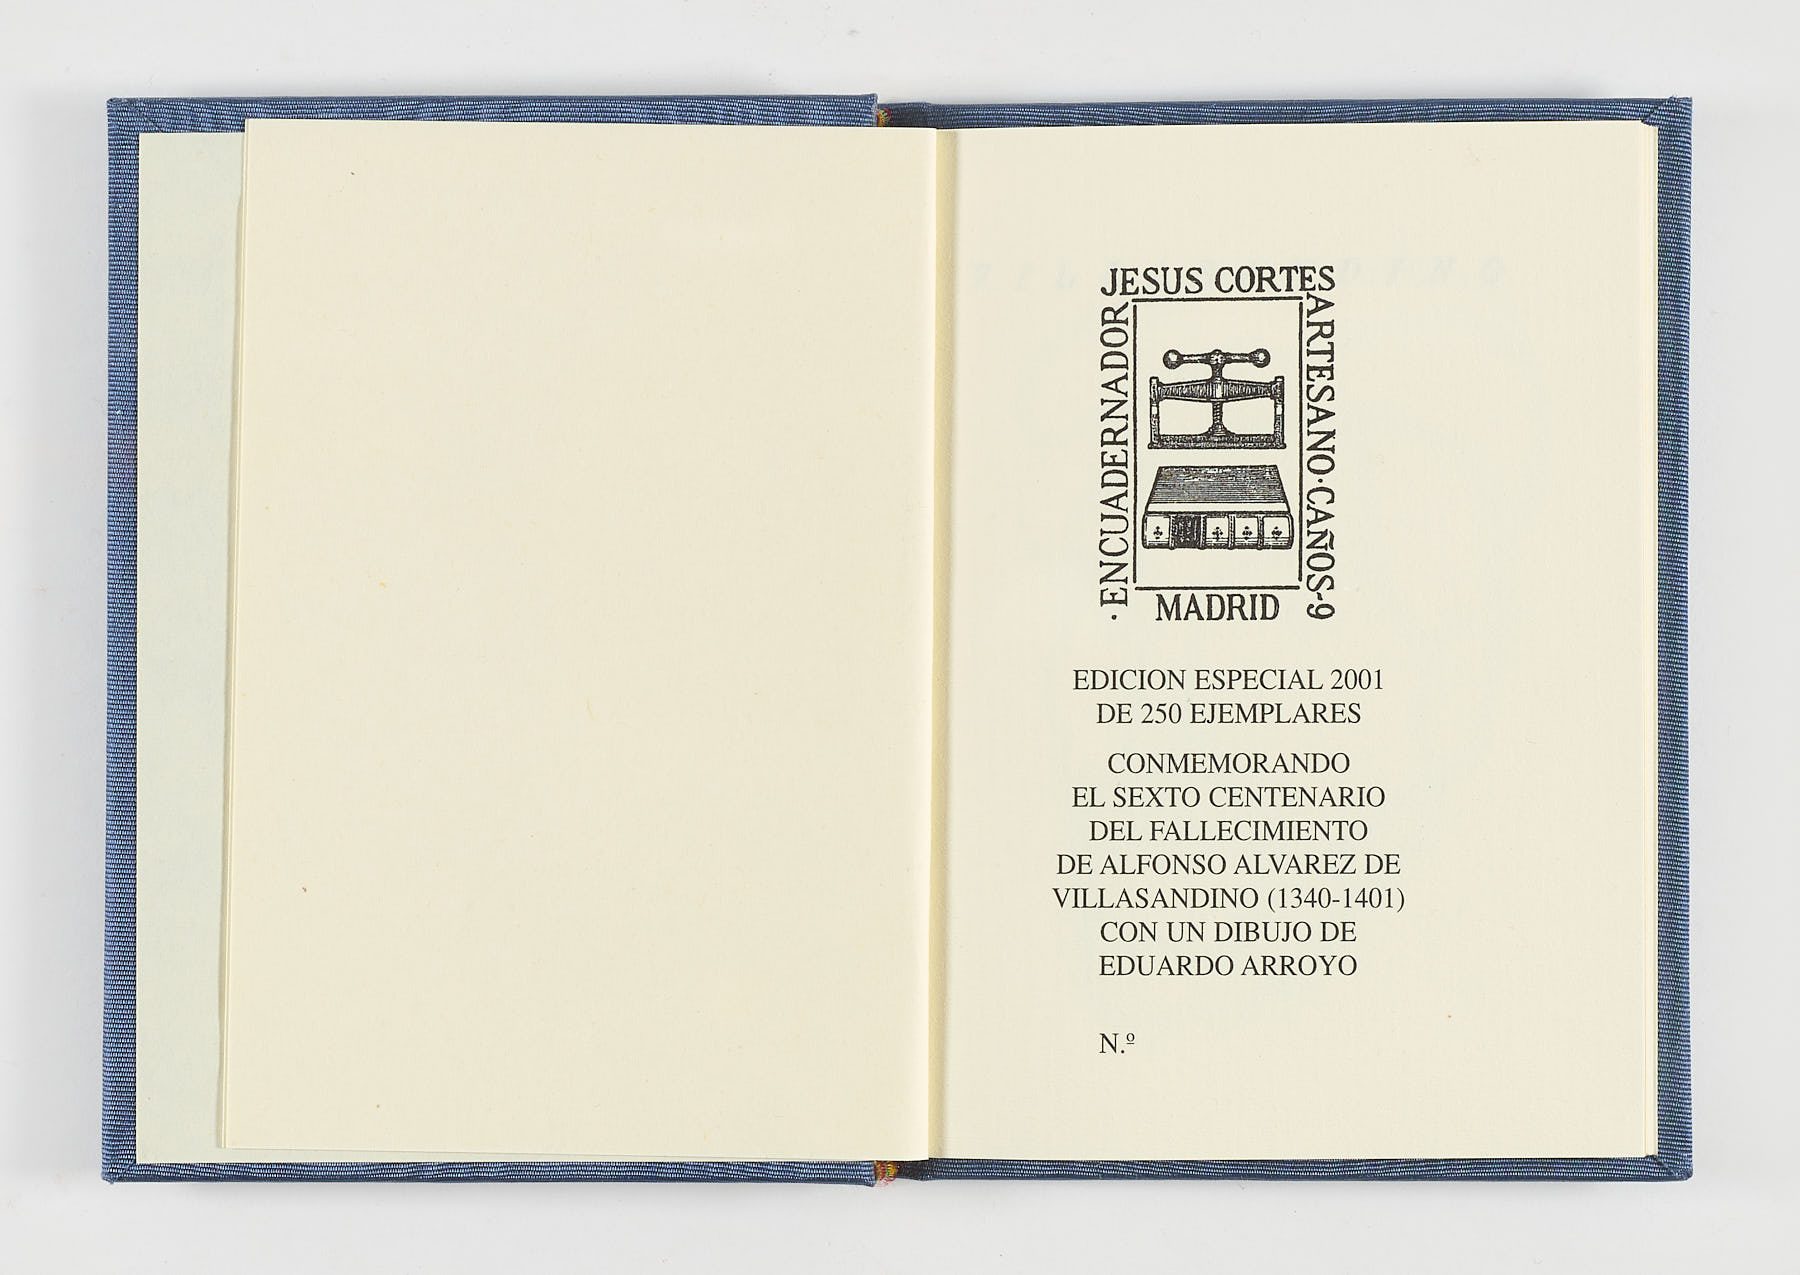 JESUS CORTES
ARTESANO·CAÑOS-9
MADRID
·ENCUADERNADOR
EDICION ESPECIAL 2001
DE 250 EJEMPLARES
CONMEMORANDO
EL SEXTO CENTENARIO
DEL FALLECIMIENTO
DE ALFONSO ALVAREZ DE
VILLASANDINO (1340-1401)
CON UN DIBUJO DE
EDUARDO ARROYO
N.º